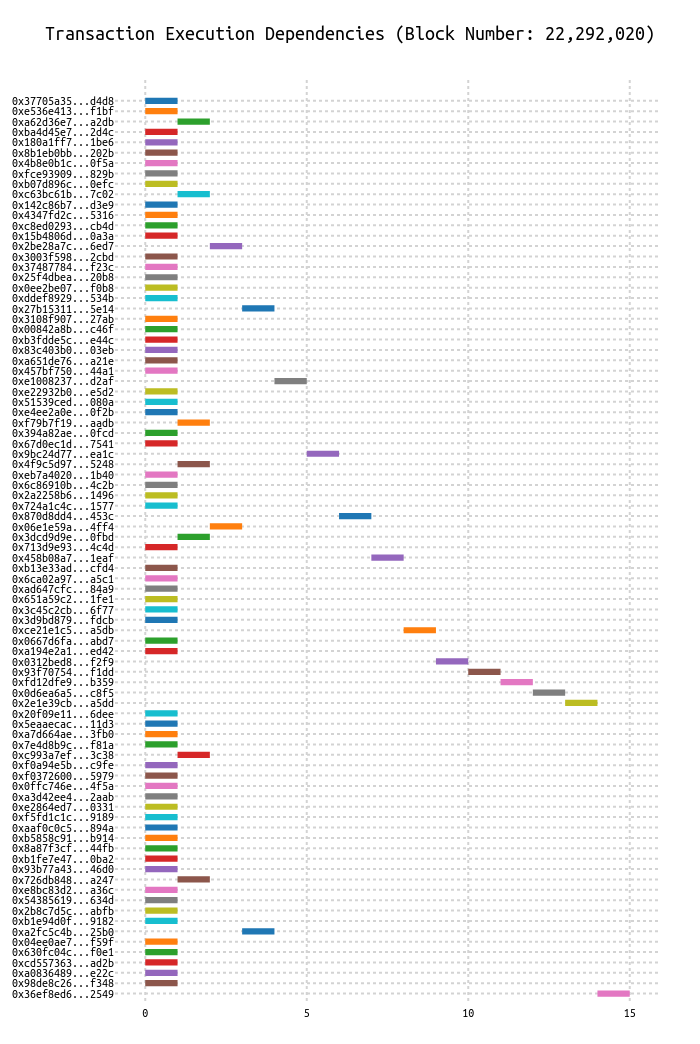 Transaction Execution Dependencies (Block Number: 22,292,020)
0x37705a35...d4d8
0xe536e413...f1bf
0xa62d36e7...a2db
0xba4d45e7...2d4c
0x180a1ff7...1be6
0x8b1eb0bb...202b
0x4b8e0b1c...0f5a
0xfce93909...829b
0xb07d896c...0efc
0xc63bc61b...7c02
0x142c86b7...d3e9
0x4347fd2c...5316
0xc8ed0293...cb4d
0x15b4806d...0a3a
0x2be28a7c...6ed7
0x3003f598...2cbd
0x37487784...f23c
0x25f4dbea...20b8
0x0ee2be07...f0b8
0xddef8929...534b
0x27b15311...5e14
0x3108f907...27ab
0x00842a8b...c46f
0xb3fdde5c...e44c
0x83c403b0...03eb
0xa651de76...a21e
0x457bf750...44a1
0xe1008237...d2af
0xe22932b0...e5d2
0x51539ced...080a
0xe4ee2a0e...0f2b
0xf79b7f19...aadb
0x394a82ae...0fcd
0x67d0ec1d...7541
0x9bc24d77...ea1c
0x4f9c5d97...5248
0xeb7a4020...1b40
0x6c86910b...4c2b
0x2a2258b6...1496
0x724a1c4c...1577
0x870d8dd4...453c
0x06e1e59a...4ff4
0x3dcd9d9e...0fbd
0x713d9e93...4c4d
0x458b08a7...1eaf
0xb13e33ad...cfd4
0x6ca02a97...a5c1
0xad647cfc...84a9
0x651a59c2...1fe1
0x3c45c2cb...6f77
0x3d9bd879...fdcb
0xce21e1c5...a5db
0x0667d6fa...abd7
0xa194e2a1...ed42
0x0312bed8...f2f9
0x93f70754...f1dd
0xfd12dfe9...b359
0x0d6ea6a5...c8f5
0x2e1e39cb...a5dd
0x20f09e11...6dee
0x5eaaecac...11d3
0xa7d664ae...3fb0
0x7e4d8b9c...f81a
0xc993a7ef...3c38
0xf0a94e5b...c9fe
0xf0372600...5979
0x0ffc746e...4f5a
0xa3d42ee4...2aab
0xe2864ed7...0331
0xf5fd1c1c...9189
0xaaf0c0c5...894a
0xb5858c91...b914
0x8a87f3cf...44fb
0xb1fe7e47...0ba2
0x93b77a43...46d0
0x726db848...a247
0xe8bc83d2...a36c
0x54385619...634d
0x2b8c7d5c...abfb
0xb1e94d0f...9182
0xa2fc5c4b...25b0
0x04ee0ae7...f59f
0x630fc04c...f0e1
0xcd557363...ad2b
0xa0836489...e22c
0x98de8c26...f348
0x36ef8ed6...2549
0 5 10 15